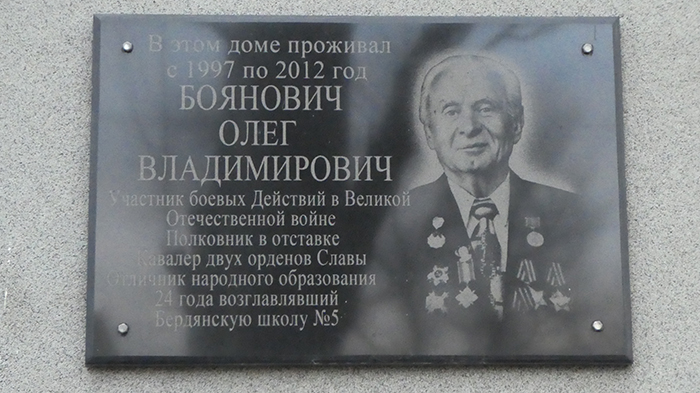 В этом доме проживал
с 1997 по 2012 год
БОЯНОВИЧ
ОЛЕГ
ВЛАДИМИРОВИЧ
Участник боевых Действий в Великой
Отечественной войне
Полковник в отставке
Кавалер двух орденов Славы
Отличник народного образования
24 года возглавлявший
Бердянскую школу №5